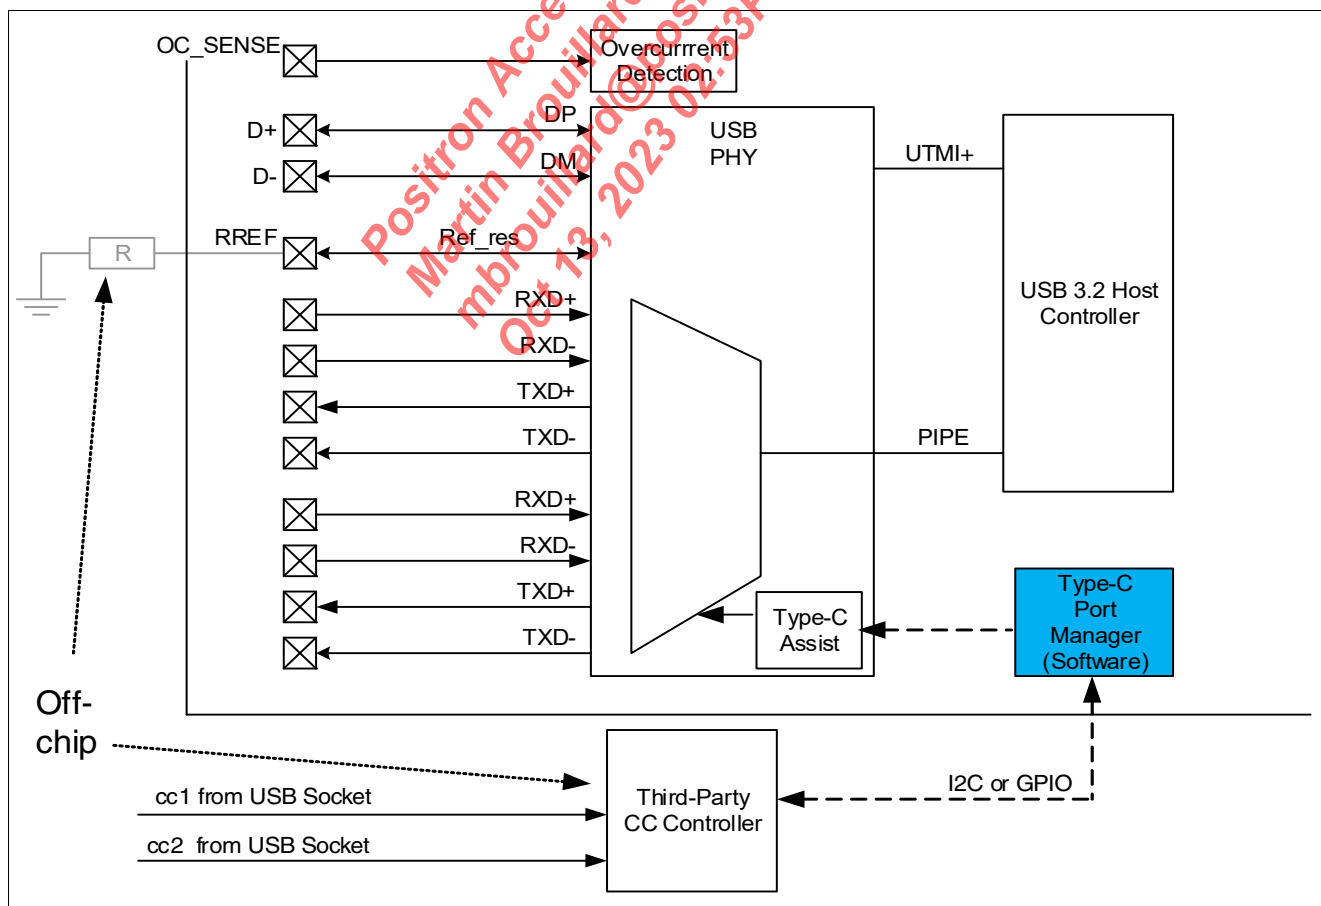 OC_SENSE
Overcurrrent
Detection
D+
DP
D-
DM
USB
PHY
UTMI+
RREF
R
Ref_res
RXD+
RXD-
TXD+
TXD-
PIPE
USB 3.2 Host
Controller
RXD+
RXD-
TXD+
TXD-
Type-C
Assist
Type-C
Port
Manager
(Software)
Off-
chip
cc1 from USB Socket
cc2 from USB Socket
Third-Party
CC Controller
I2C or GPIO
Positron Acce
Martin Brouillard
mbrouillard@pos
Oct 13, 2023 02:53